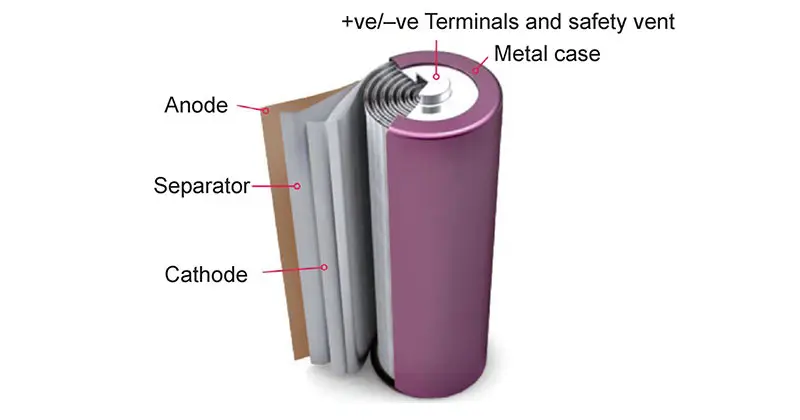 +ve/–ve Terminals and safety vent
Metal case
Anode
Separator
Cathode